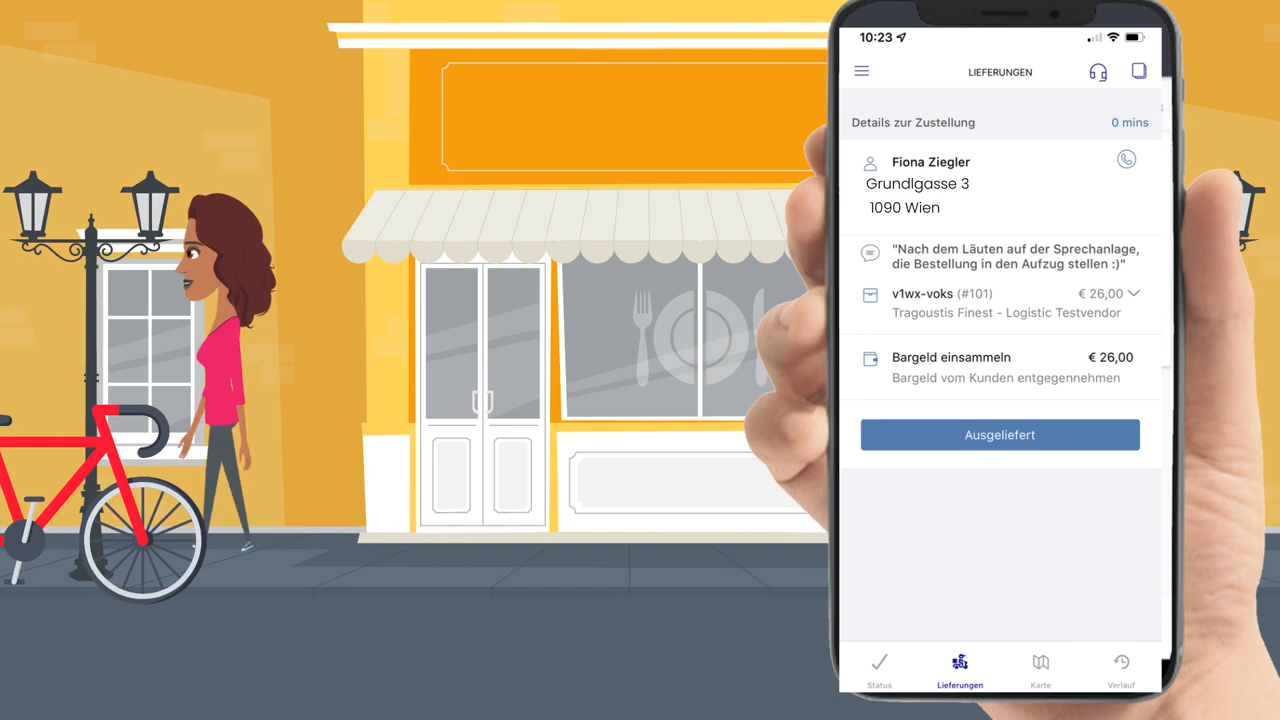 10:23
LIEFERUNGEN
Details zur Zustellung 0 mins
Fiona Ziegler
Grundlgasse 3
1090 Wien
"Nach dem Läuten auf der Sprechanlage,
die Bestellung in den Aufzug stellen :)"
v1wx-voks (#101) € 26,00
Tragoustis Finest - Logistic Testvendor
Bargeld einsammeln € 26,00
Bargeld vom Kunden entgegennehmen
Ausgeliefert
Status Lieferungen Karte Verlauf